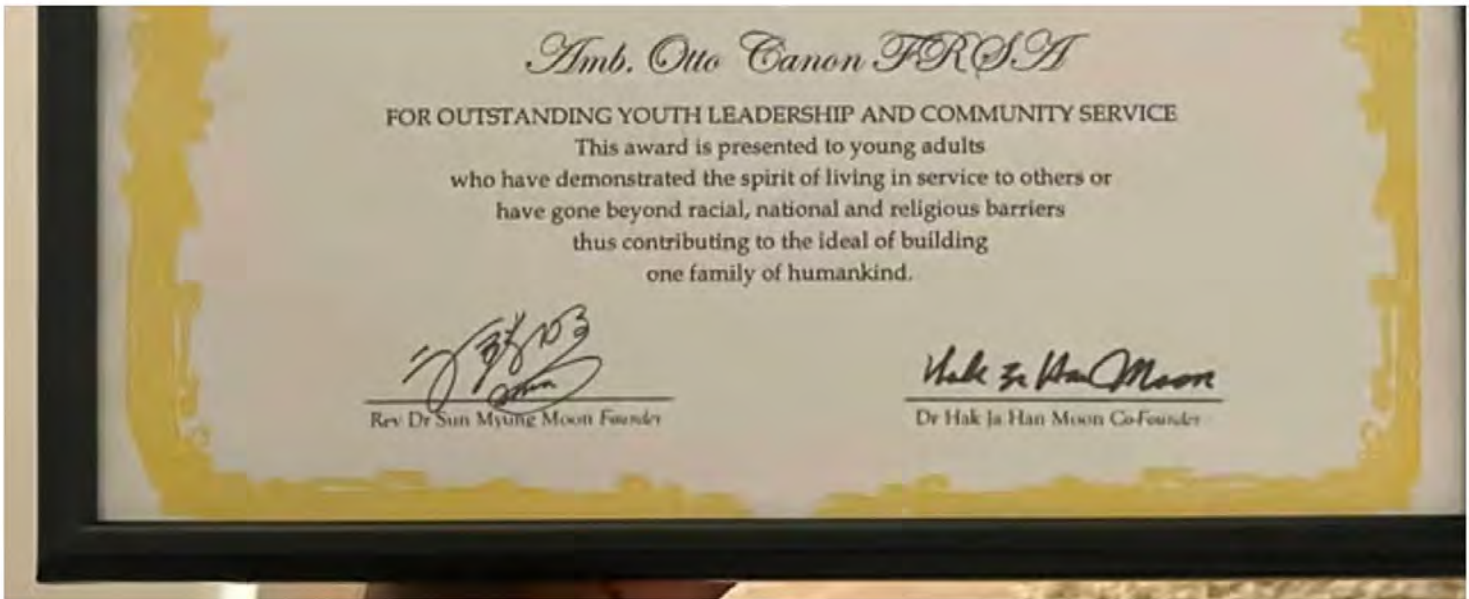 Amb. Otto Canon FRSA
FOR OUTSTANDING YOUTH LEADERSHIP AND COMMUNITY SERVICE
This award is presented to young adults
who have demonstrated the spirit of living in service to others or
have gone beyond racial, national and religious barriers
thus contributing to the ideal of building
one family of humankind.
Hak Ja Han Moon
Rev Dr Sun Myung Moon Founder
Dr Hak Ja Han Moon Co-Founder